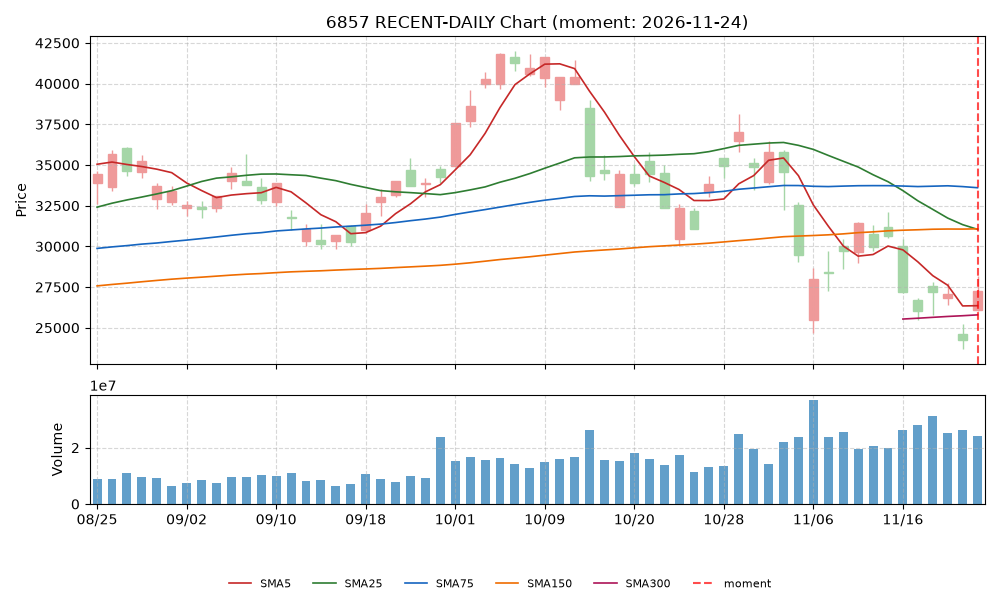 6857 RECENT-DAILY Chart (moment: 2026-11-24)
42500
40000
37500
35000
32500
30000
27500
25000
Price
1e7
2
0
Volume
08/25 09/02 09/10 09/18 10/01 10/09 10/20 10/28 11/06 11/16
SMA5 SMA25 SMA75 SMA150 SMA300 moment